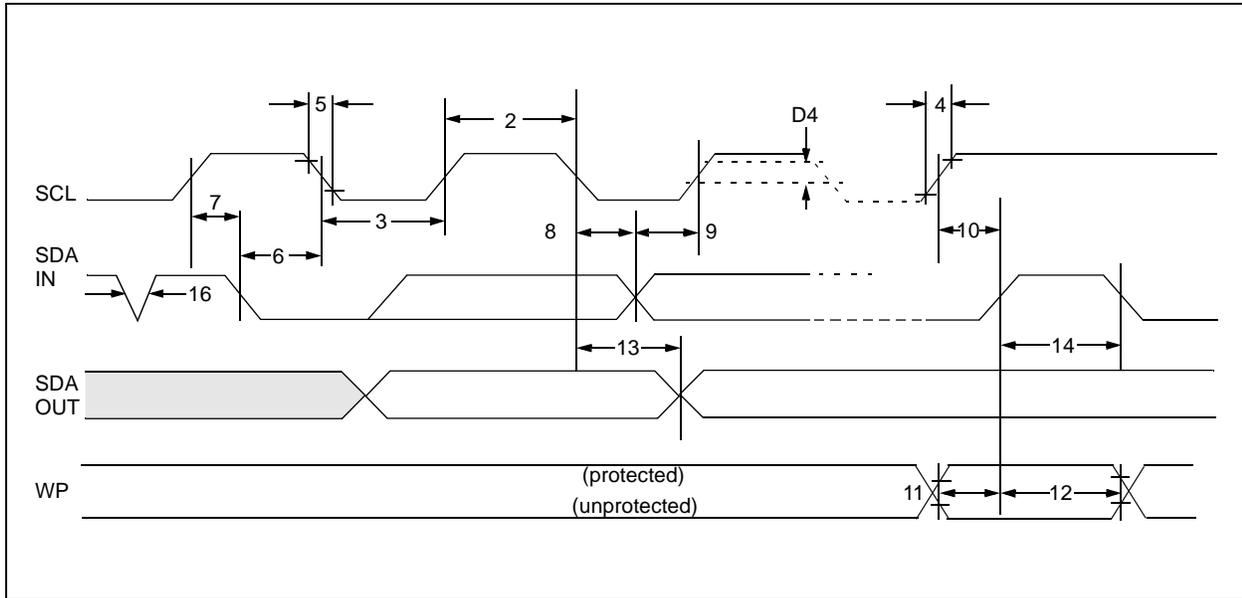 5
2
D4
4
SCL
7
3
8
9
10
6
SDA
IN
16
13
14
SDA
OUT
(protected)
WP
11
12
(unprotected)